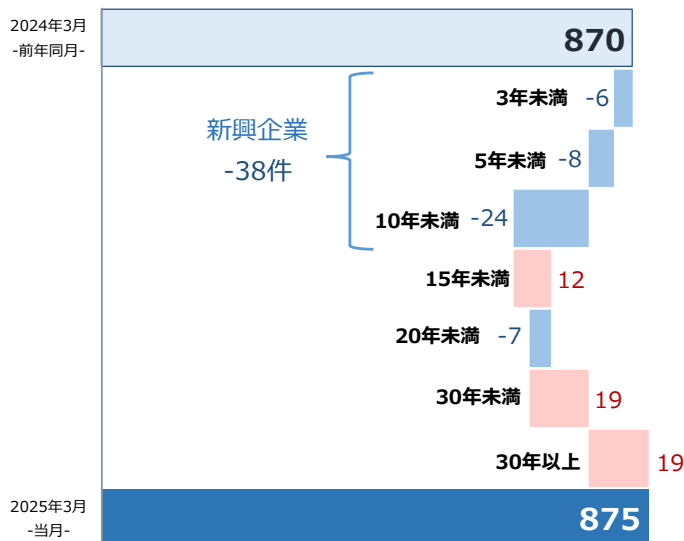 2024年3月
-前年同月-
870
3年未満 -6
新興企業
-38件
5年未満 -8
10年未満 -24
15年未満 12
20年未満 -7
30年未満 19
30年以上 19
2025年3月
-当月-
875